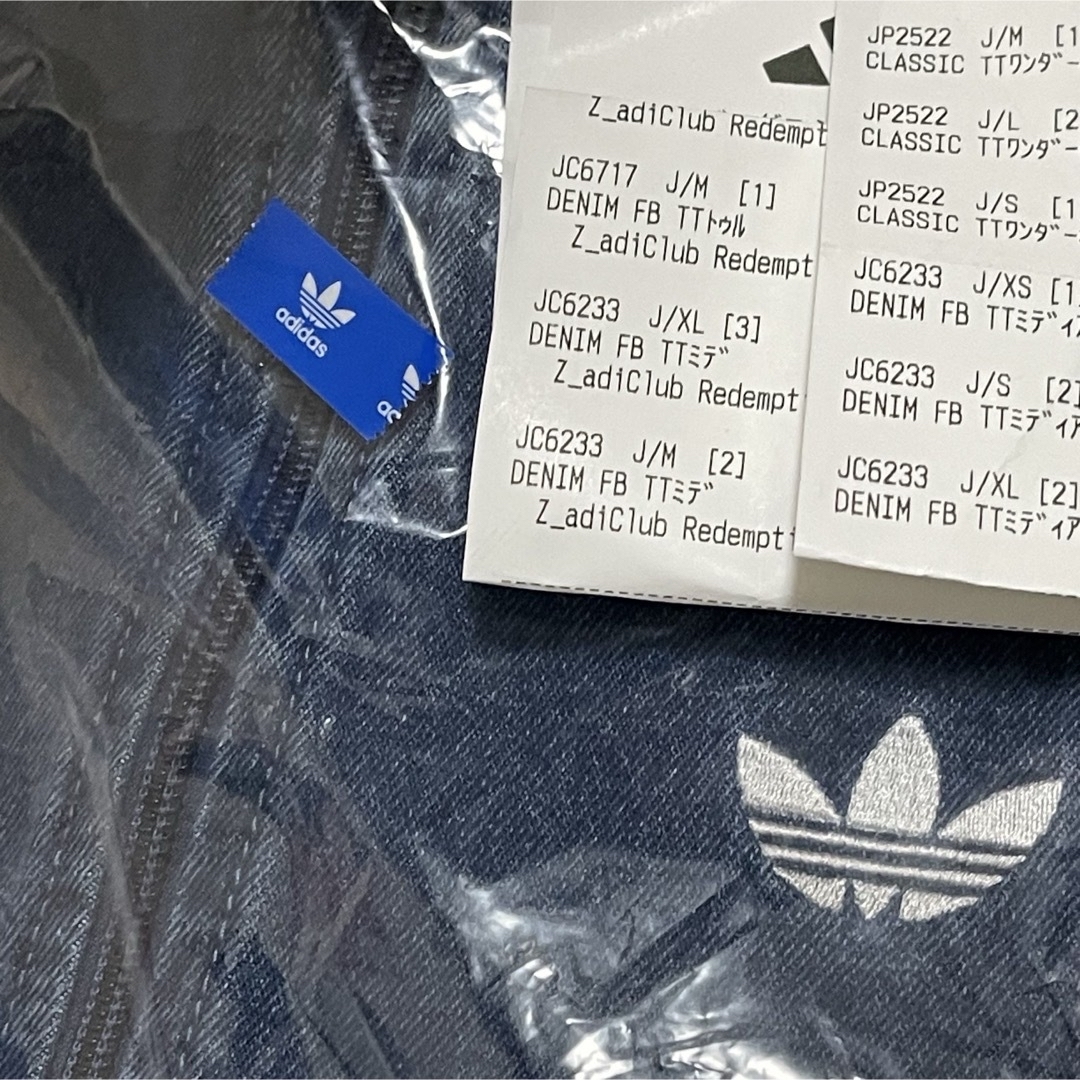 Z_adiClub Redempt
JC6717 J/M [1]
DENIM FB TTトゥル
Z_adiClub Redempt
JC6233 J/XL [3]
DENIM FB TTミデ
Z_adiClub Redempt
JC6233 J/M [2]
DENIM FB TTミデ
Z_adiClub Redempt
JP2522 J/M [1
CLASSIC TTワンダー
JP2522 J/L [2
CLASSIC TTワンダー
JP2522 J/S [1
CLASSIC TTワンダー
JC6233 J/XS [1
DENIM FB TTミディア
JC6233 J/S [2]
DENIM FB TTミディア
JC6233 J/XL [2]
DENIM FB TTミディア
adidas